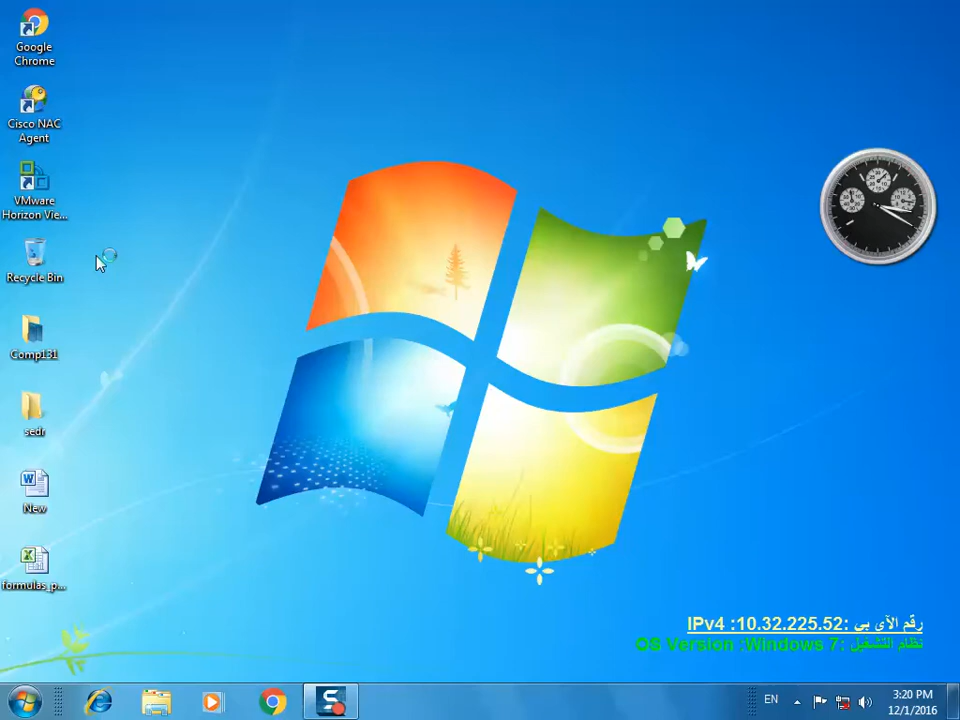 Google
Chrome
Cisco NAC
Agent
VMware
Horizon Vie...
Recycle Bin
Comp131
sedr
New
formulas_p...
رقم الآي بي :IPv4 :10.32.225.52
نظام التشغيل :OS Version :Windows 7
EN
3:20 PM
12/1/2016